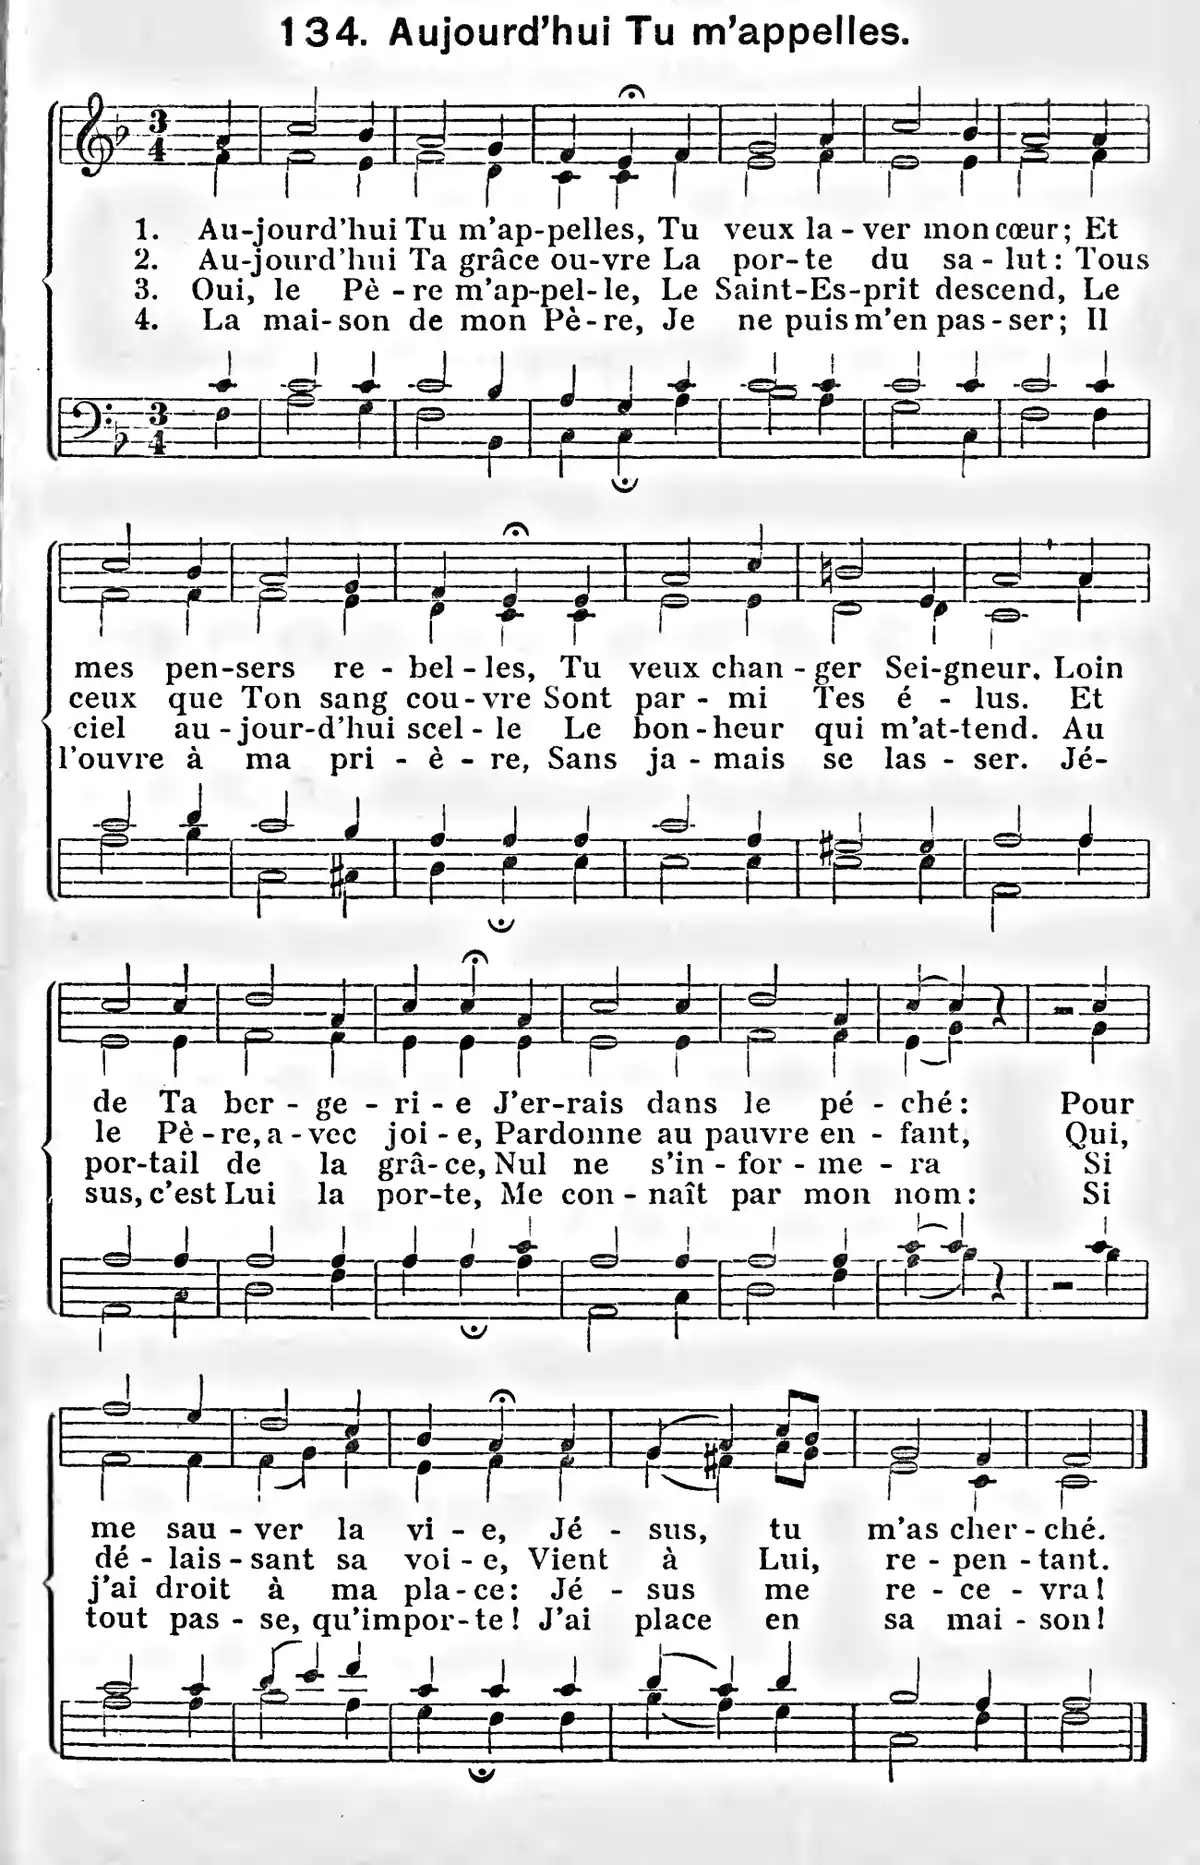 134. Aujourd'hui Tu m'appelles.
1. Au-jourd'hui Tu m'ap-pelles, Tu veux la - ver mon cœur; Et
2. Au-jourd'hui Ta grâce ou-vre La por-te du sa - lut: Tous
3. Oui, le Pè - re m'ap-pel-le, Le Saint-Es-prit descend, Le
4. La mai-son de mon Pè-re, Je ne puis m'en pas-ser; Il
mes pen-sers re - bel - les, Tu veux chan - ger Sei-gneur. Loin
ceux que Ton sang cou-vre Sont par - mi Tes é - lus. Et
ciel au-jour-d'hui scel - le Le bon-heur qui m'at-tend. Au
l'ouvre à ma pri - è - re, Sans ja - mais se las - ser. Jé-
de Ta ber - ge - ri - e J'er-rais dans le pé - ché: Pour
le Pè-re, a-vec joi - e, Pardonne au pauvre en - fant, Qui,
por-tail de la grâ-ce, Nul ne s'in - for - me - ra Si
sus, c'est Lui la por-te, Me con - naît par mon nom: Si
me sau - ver la vi - e, Jé - sus, tu m'as cher-ché.
dé - lais - sant sa voi - e, Vient à Lui, re - pen - tant.
j'ai droit à ma pla-ce: Jé - sus me re - ce - vra!
tout pas - se, qu'impor-te! J'ai place en sa mai - son!